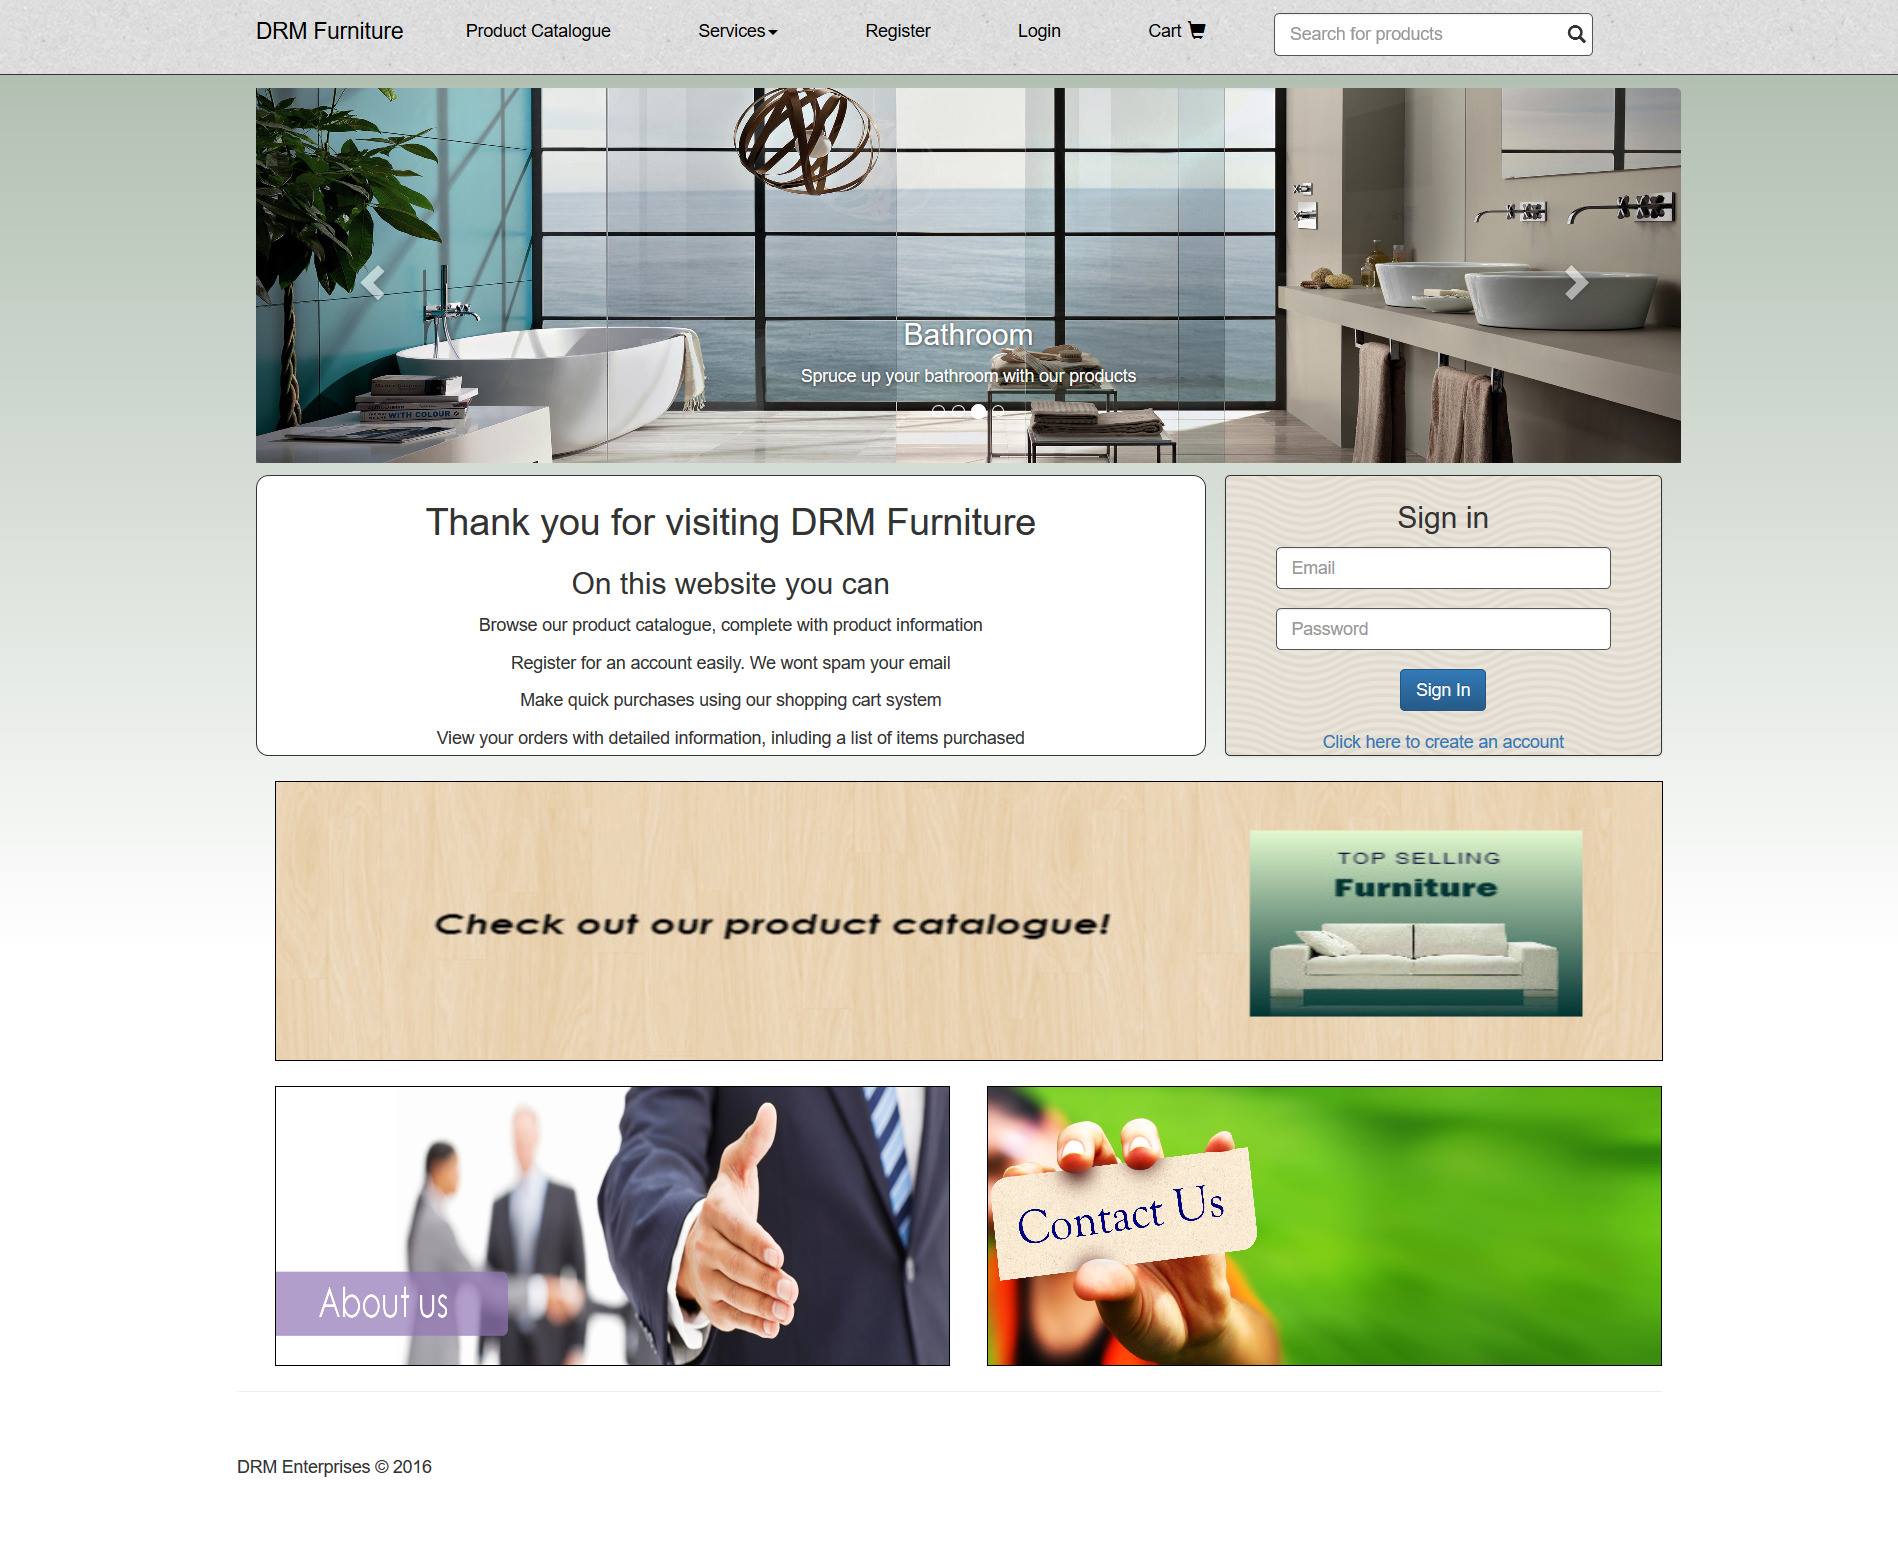 DRM Furniture
Product Catalogue
Services
Register
Login
Cart
Search for products
WITH COLOUR
Bathroom
Spruce up your bathroom with our products
Thank you for visiting DRM Furniture
On this website you can
Browse our product catalogue, complete with product information
Register for an account easily. We wont spam your email
Make quick purchases using our shopping cart system
View your orders with detailed information, inluding a list of items purchased
Sign in
Email
Password
Sign In
Click here to create an account
Check out our product catalogue!
TOP SELLING
Furniture
About us
Contact Us
DRM Enterprises © 2016